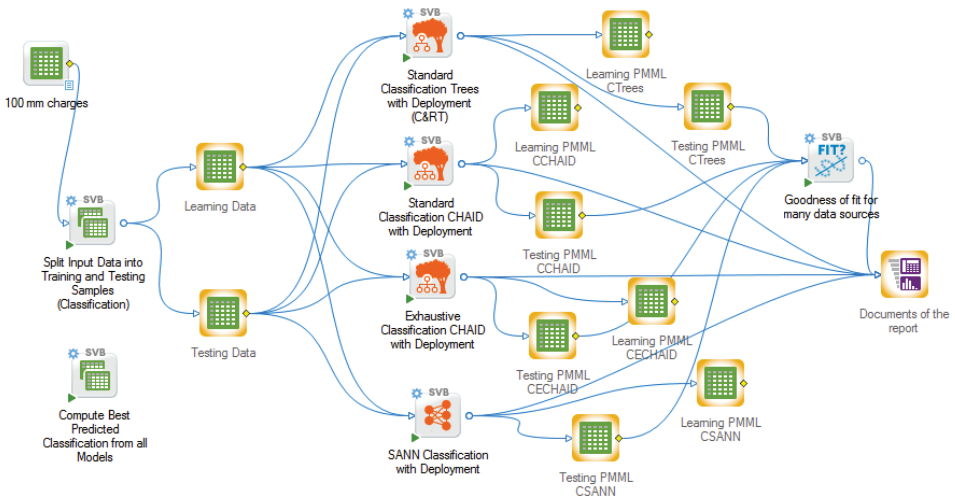 SVB
Standard
Classification Trees
with Deployment
(C&RT)
Learning PMML
CTrees
100 mm charges
Learning PMML
CCHAID
Testing PMML
CTrees
SVB
FIT?
Goodness of fit for
many data sources
SVB
Standard
Classification CHAID
with Deployment
Learning Data
SVB
Split Input Data into
Training and Testing
Samples
(Classification)
Testing PMML
CCHAID
SVB
Exhaustive
Classification CHAID
with Deployment
Learning PMML
CECHAID
Documents of the
report
Testing Data
Testing PMML
CECHAID
SVB
Compute Best
Predicted
Classification from all
Models
SVB
SANN Classification
with Deployment
Learning PMML
CSANN
Testing PMML
CSANN